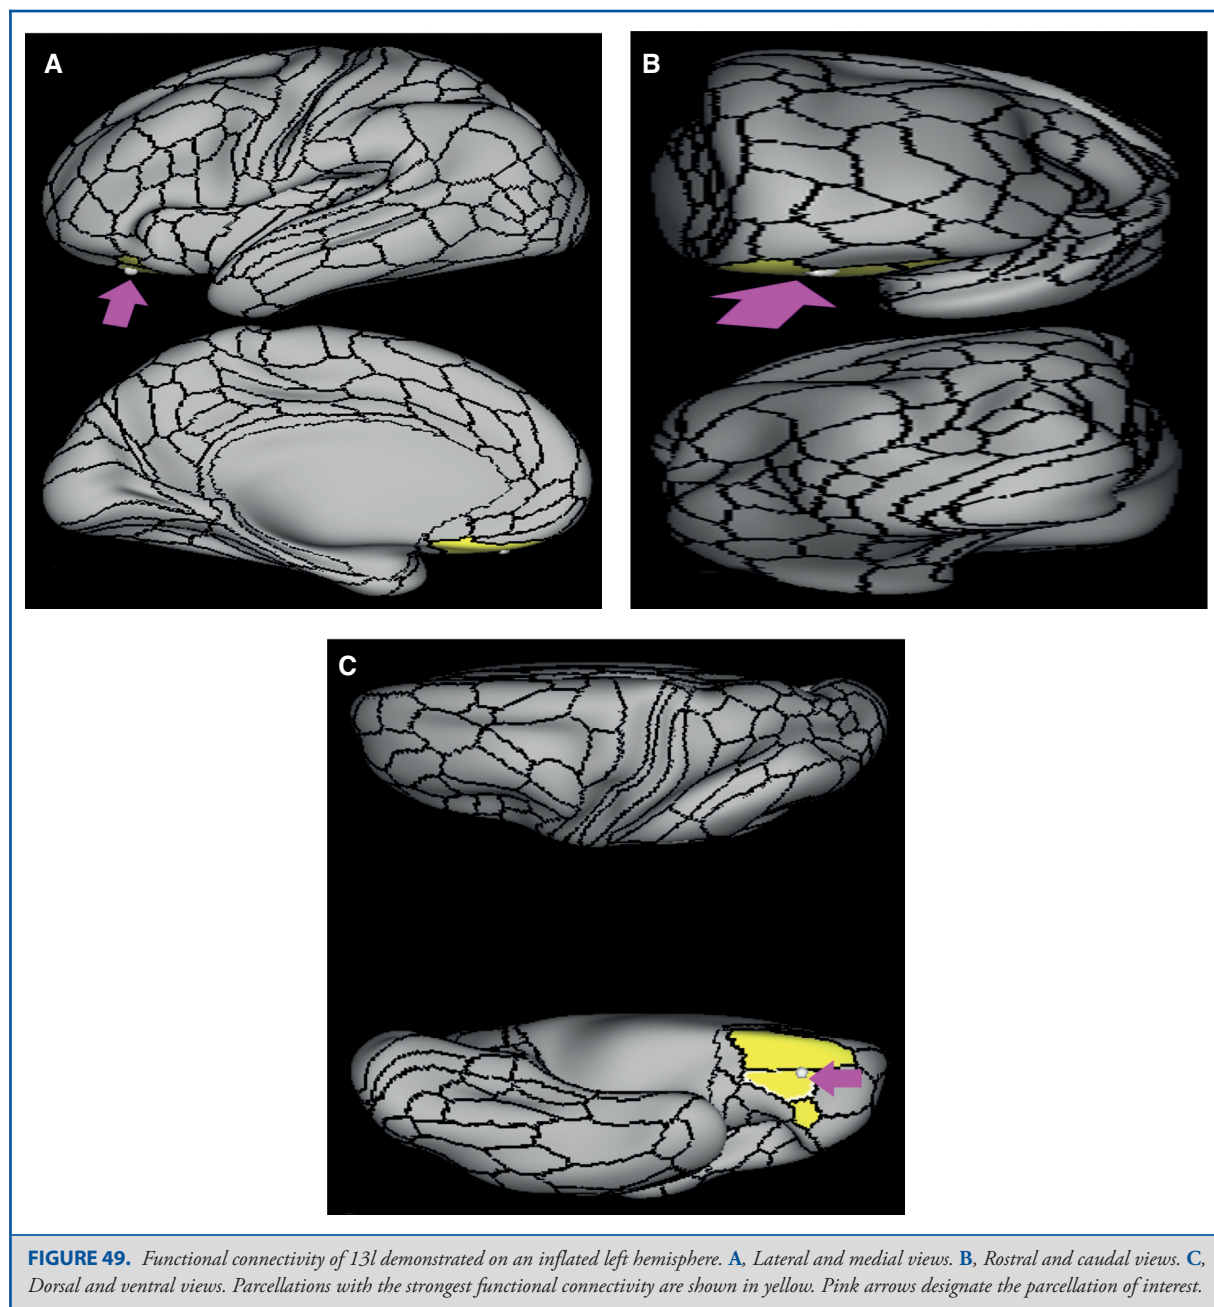 A
B
C
FIGURE 49. Functional connectivity of 13l demonstrated on an inflated left hemisphere. A, Lateral and medial views. B, Rostral and caudal views. C,
Dorsal and ventral views. Parcellations with the strongest functional connectivity are shown in yellow. Pink arrows designate the parcellation of interest.